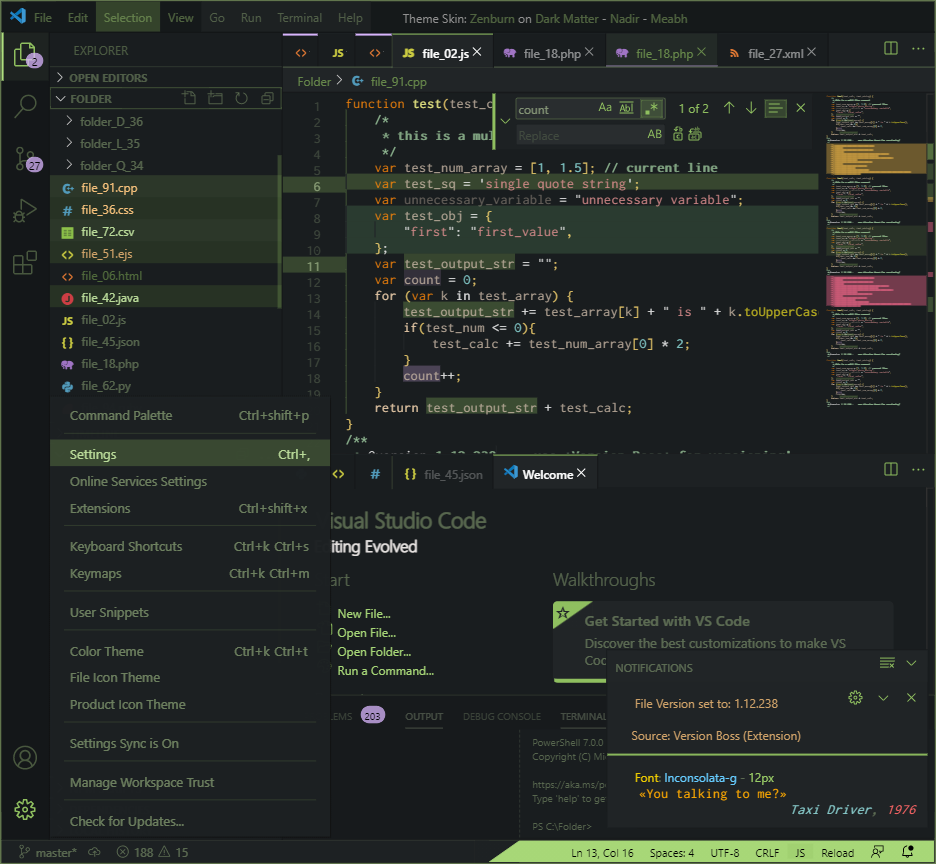 File Edit Selection View Go Run Terminal Help Theme Skin: Zenburn on Dark Matter - Nadir - Meabh
EXPLORER
OPEN EDITORS
FOLDER
folder_D_36
folder_L_35
folder_Q_34
file_91.cpp
file_36.css
file_72.csv
file_51.ejs
file_06.html
file_42.java
JS file_02.js
{} file_45.json
file_18.php
file_62.py
2
27
JS
JS file_02.js
file_18.php
file_18.php
file_27.xml
Folder > file_91.cpp
count Aa Abl .* 1 of 2
Replace AB
1 function test(test_c
2 /*
3 * this is a mul
4 */
5 var test_num_array = [1, 1.5]; // current line
6 var test_sq = 'single quote string';
7 var unnecessary_variable = "unnecessary variable";
8 var test_obj = {
9 "first": "first_value",
10 };
11 var test_output_str = "";
12 var count = 0;
13 for (var k in test_array) {
14 test_output_str += test_array[k] + " is " + k.toUpperCas
15 if(test_num <= 0){
16 test_calc += test_num_array[0] * 2;
17 }
18 count++;
19 }
return test_output_str + test_calc;
}
/**
Command Palette Ctrl+shift+p
Settings Ctrl+,
Online Services Settings
Extensions Ctrl+shift+x
Keyboard Shortcuts Ctrl+k Ctrl+s
Keymaps Ctrl+k Ctrl+m
User Snippets
Color Theme Ctrl+k Ctrl+t
File Icon Theme
Product Icon Theme
Settings Sync is On
Manage Workspace Trust
Check for Updates...
<> # {} file_45.json Welcome
isual Studio Code
iting Evolved
art
New File...
Open File...
Open Folder...
Run a Command...
Walkthroughs
Get Started with VS Code
Discover the best customizations to make VS
Coc
LEMS 203 OUTPUT DEBUG CONSOLE TERMINAL
PowerShell 7.0.0
Copyright (C) Mi
https://aka.ms/p
Type 'help' to ge
PS C:\Folder>
NOTIFICATIONS
File Version set to: 1.12.238
Source: Version Boss (Extension)
Font: Inconsolata-g - 12px
«You talking to me?»
Taxi Driver, 1976
master* 188 15 Ln 13, Col 16 Spaces: 4 UTF-8 CRLF JS Reload